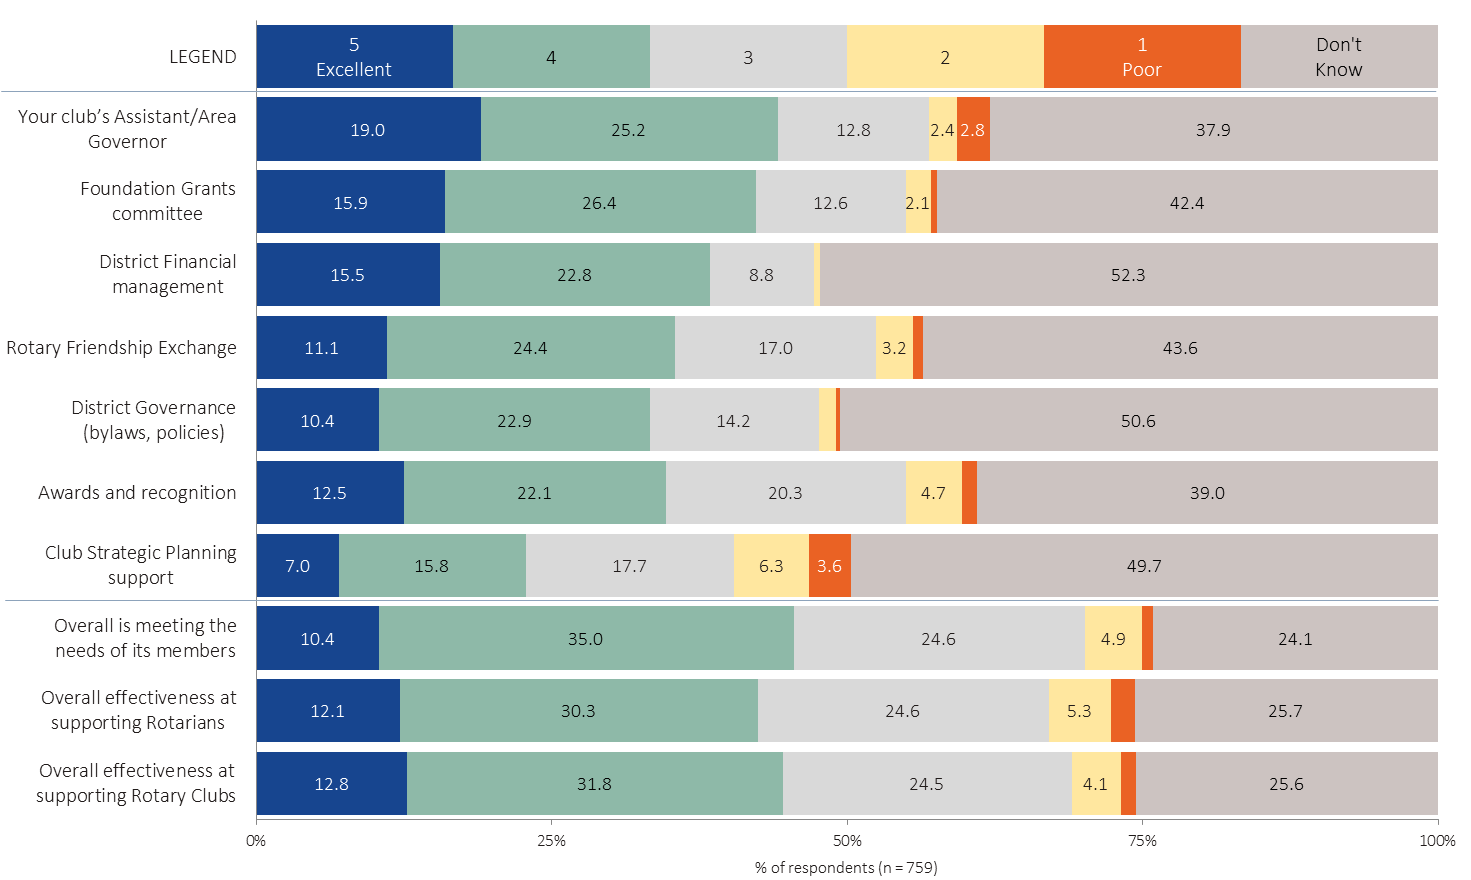 LEGEND
5
Excellent
4
3
2
1
Poor
Don't
Know
Your club’s Assistant/Area
Governor
19.0
25.2
12.8
2.4
2.8
37.9
Foundation Grants
committee
15.9
26.4
12.6
2.1
42.4
District Financial
management
15.5
22.8
8.8
52.3
Rotary Friendship Exchange
11.1
24.4
17.0
3.2
43.6
District Governance
(bylaws, policies)
10.4
22.9
14.2
50.6
Awards and recognition
12.5
22.1
20.3
4.7
39.0
Club Strategic Planning
support
7.0
15.8
17.7
6.3
3.6
49.7
Overall is meeting the
needs of its members
10.4
35.0
24.6
4.9
24.1
Overall effectiveness at
supporting Rotarians
12.1
30.3
24.6
5.3
25.7
Overall effectiveness at
supporting Rotary Clubs
12.8
31.8
24.5
4.1
25.6
0%
25%
50%
75%
100%
% of respondents (n = 759)